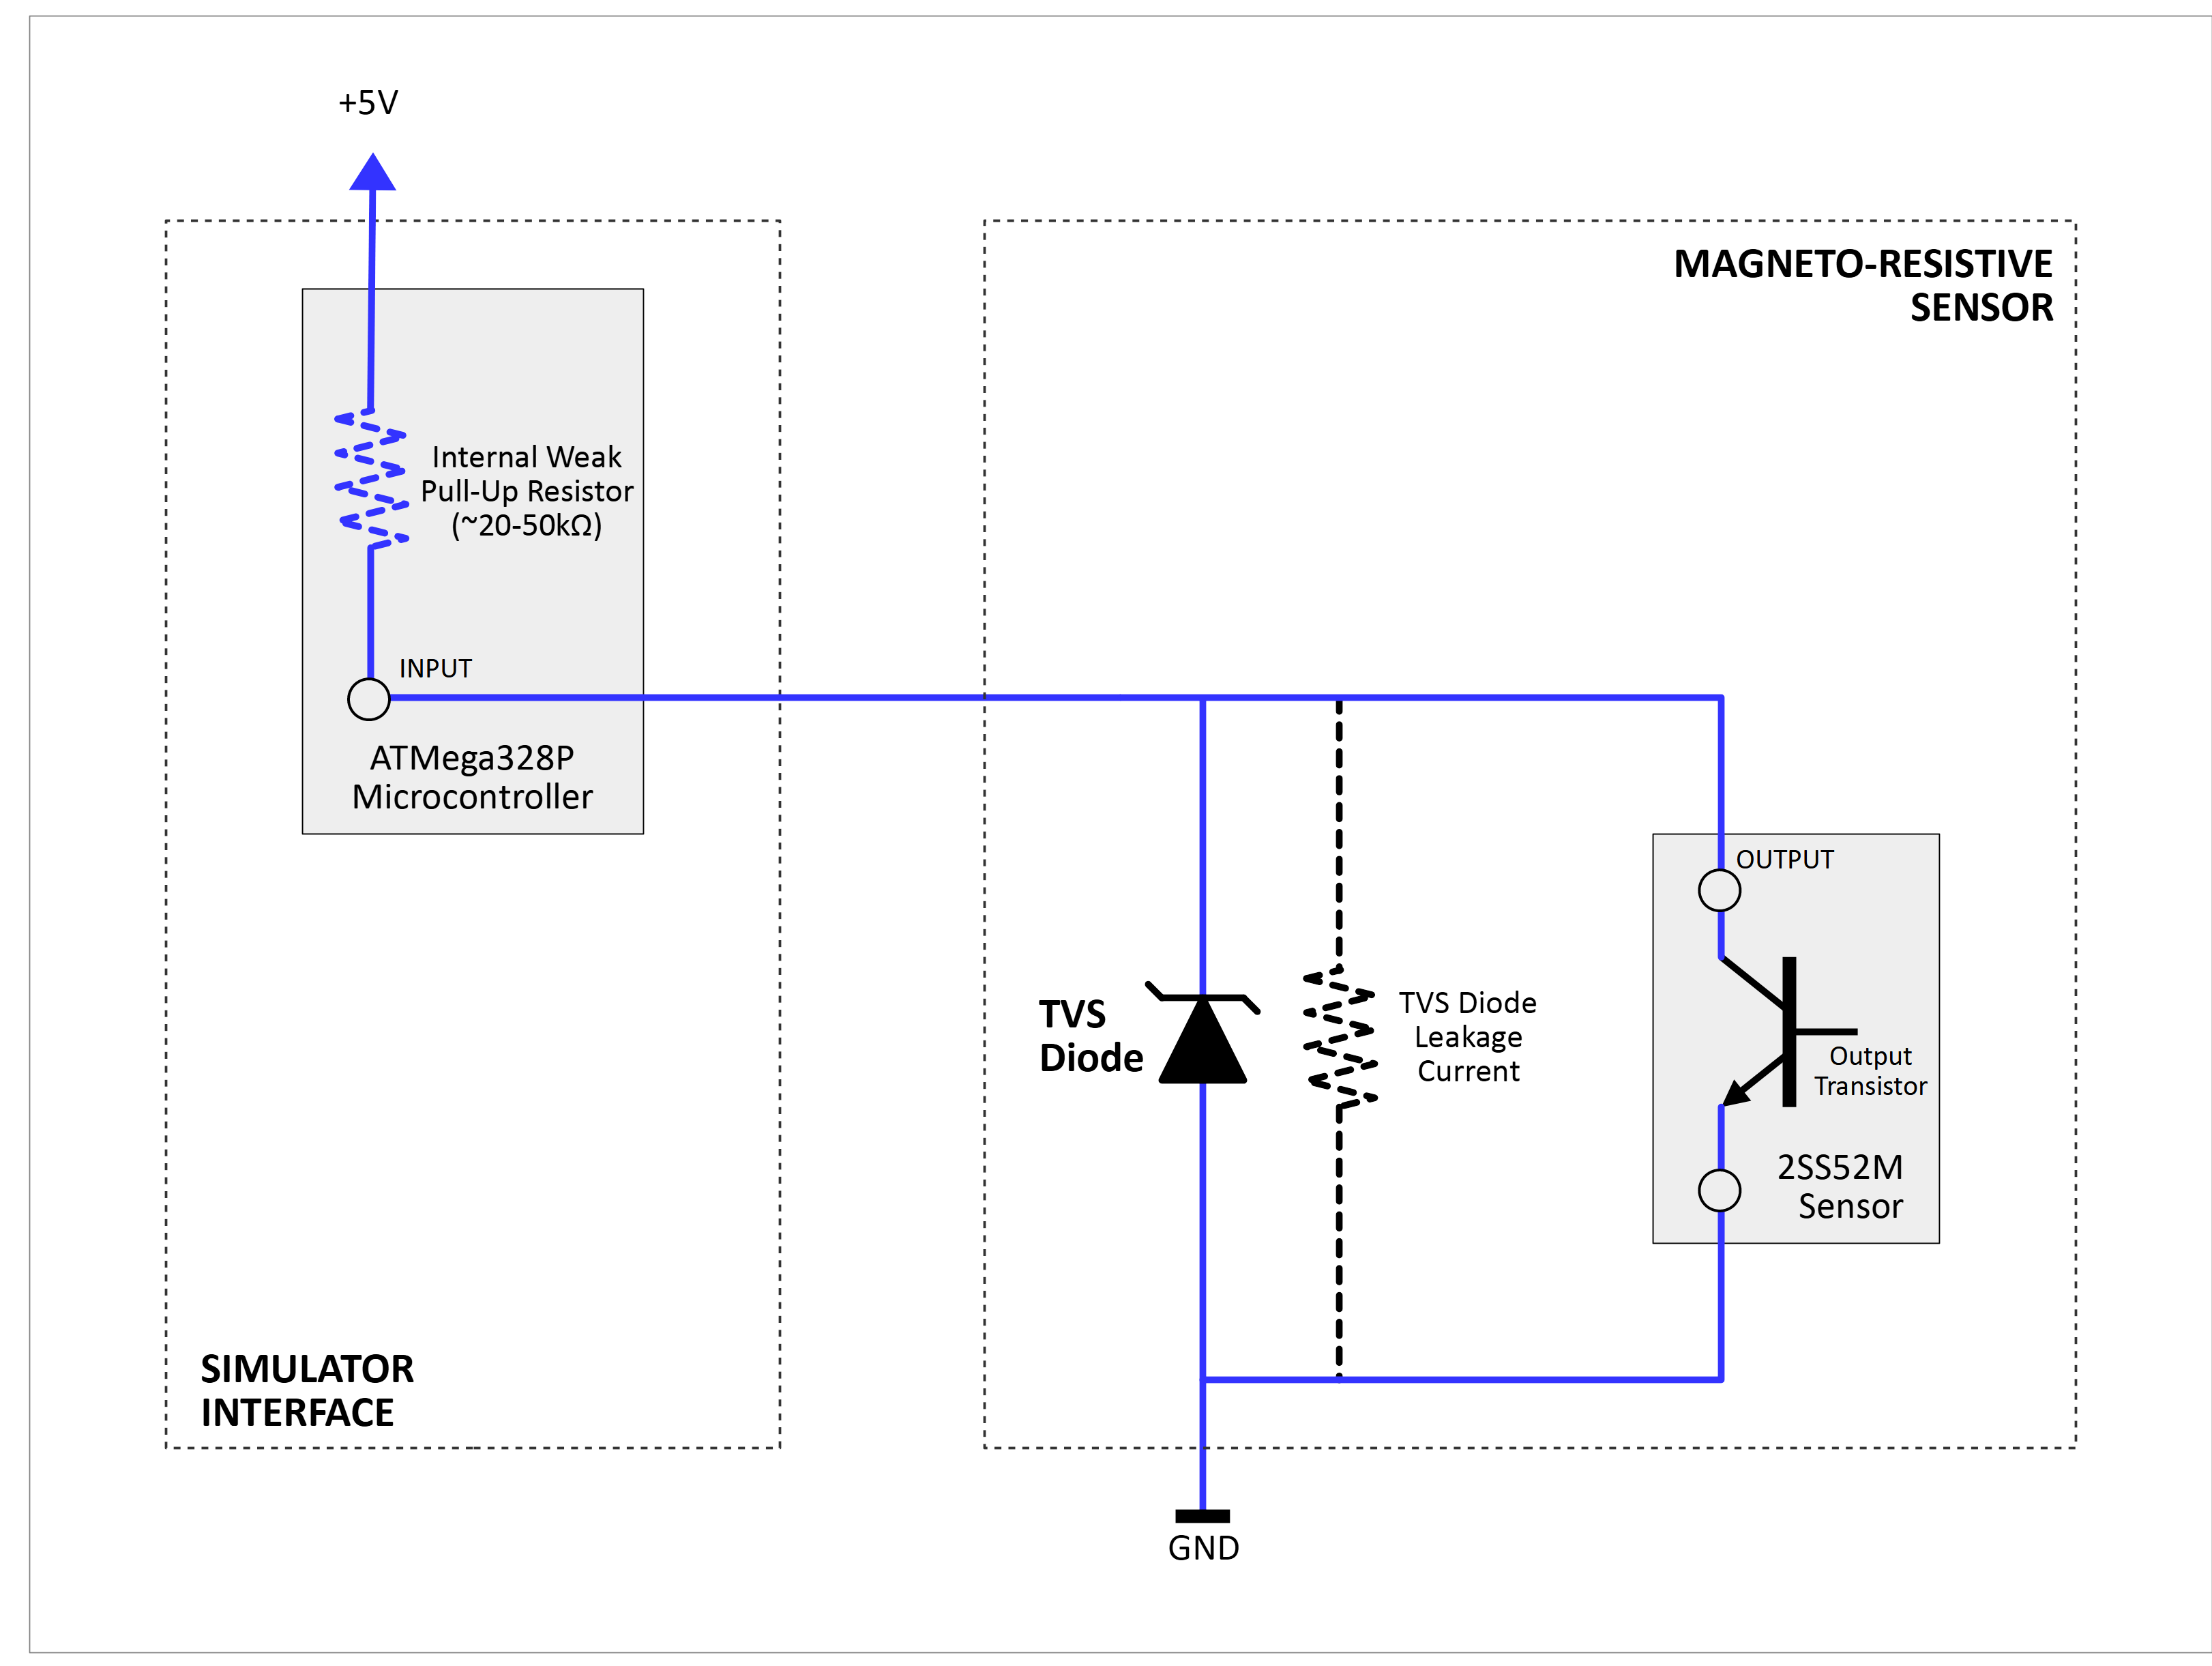 +5V
MAGNETO-RESISTIVE
SENSOR
Internal Weak
Pull-Up Resistor
(~20-50kΩ)
INPUT
ATMega328P
Microcontroller
OUTPUT
TVS
Diode
TVS Diode
Leakage
Current
Output
Transistor
2SS52M
Sensor
SIMULATOR
INTERFACE
GND